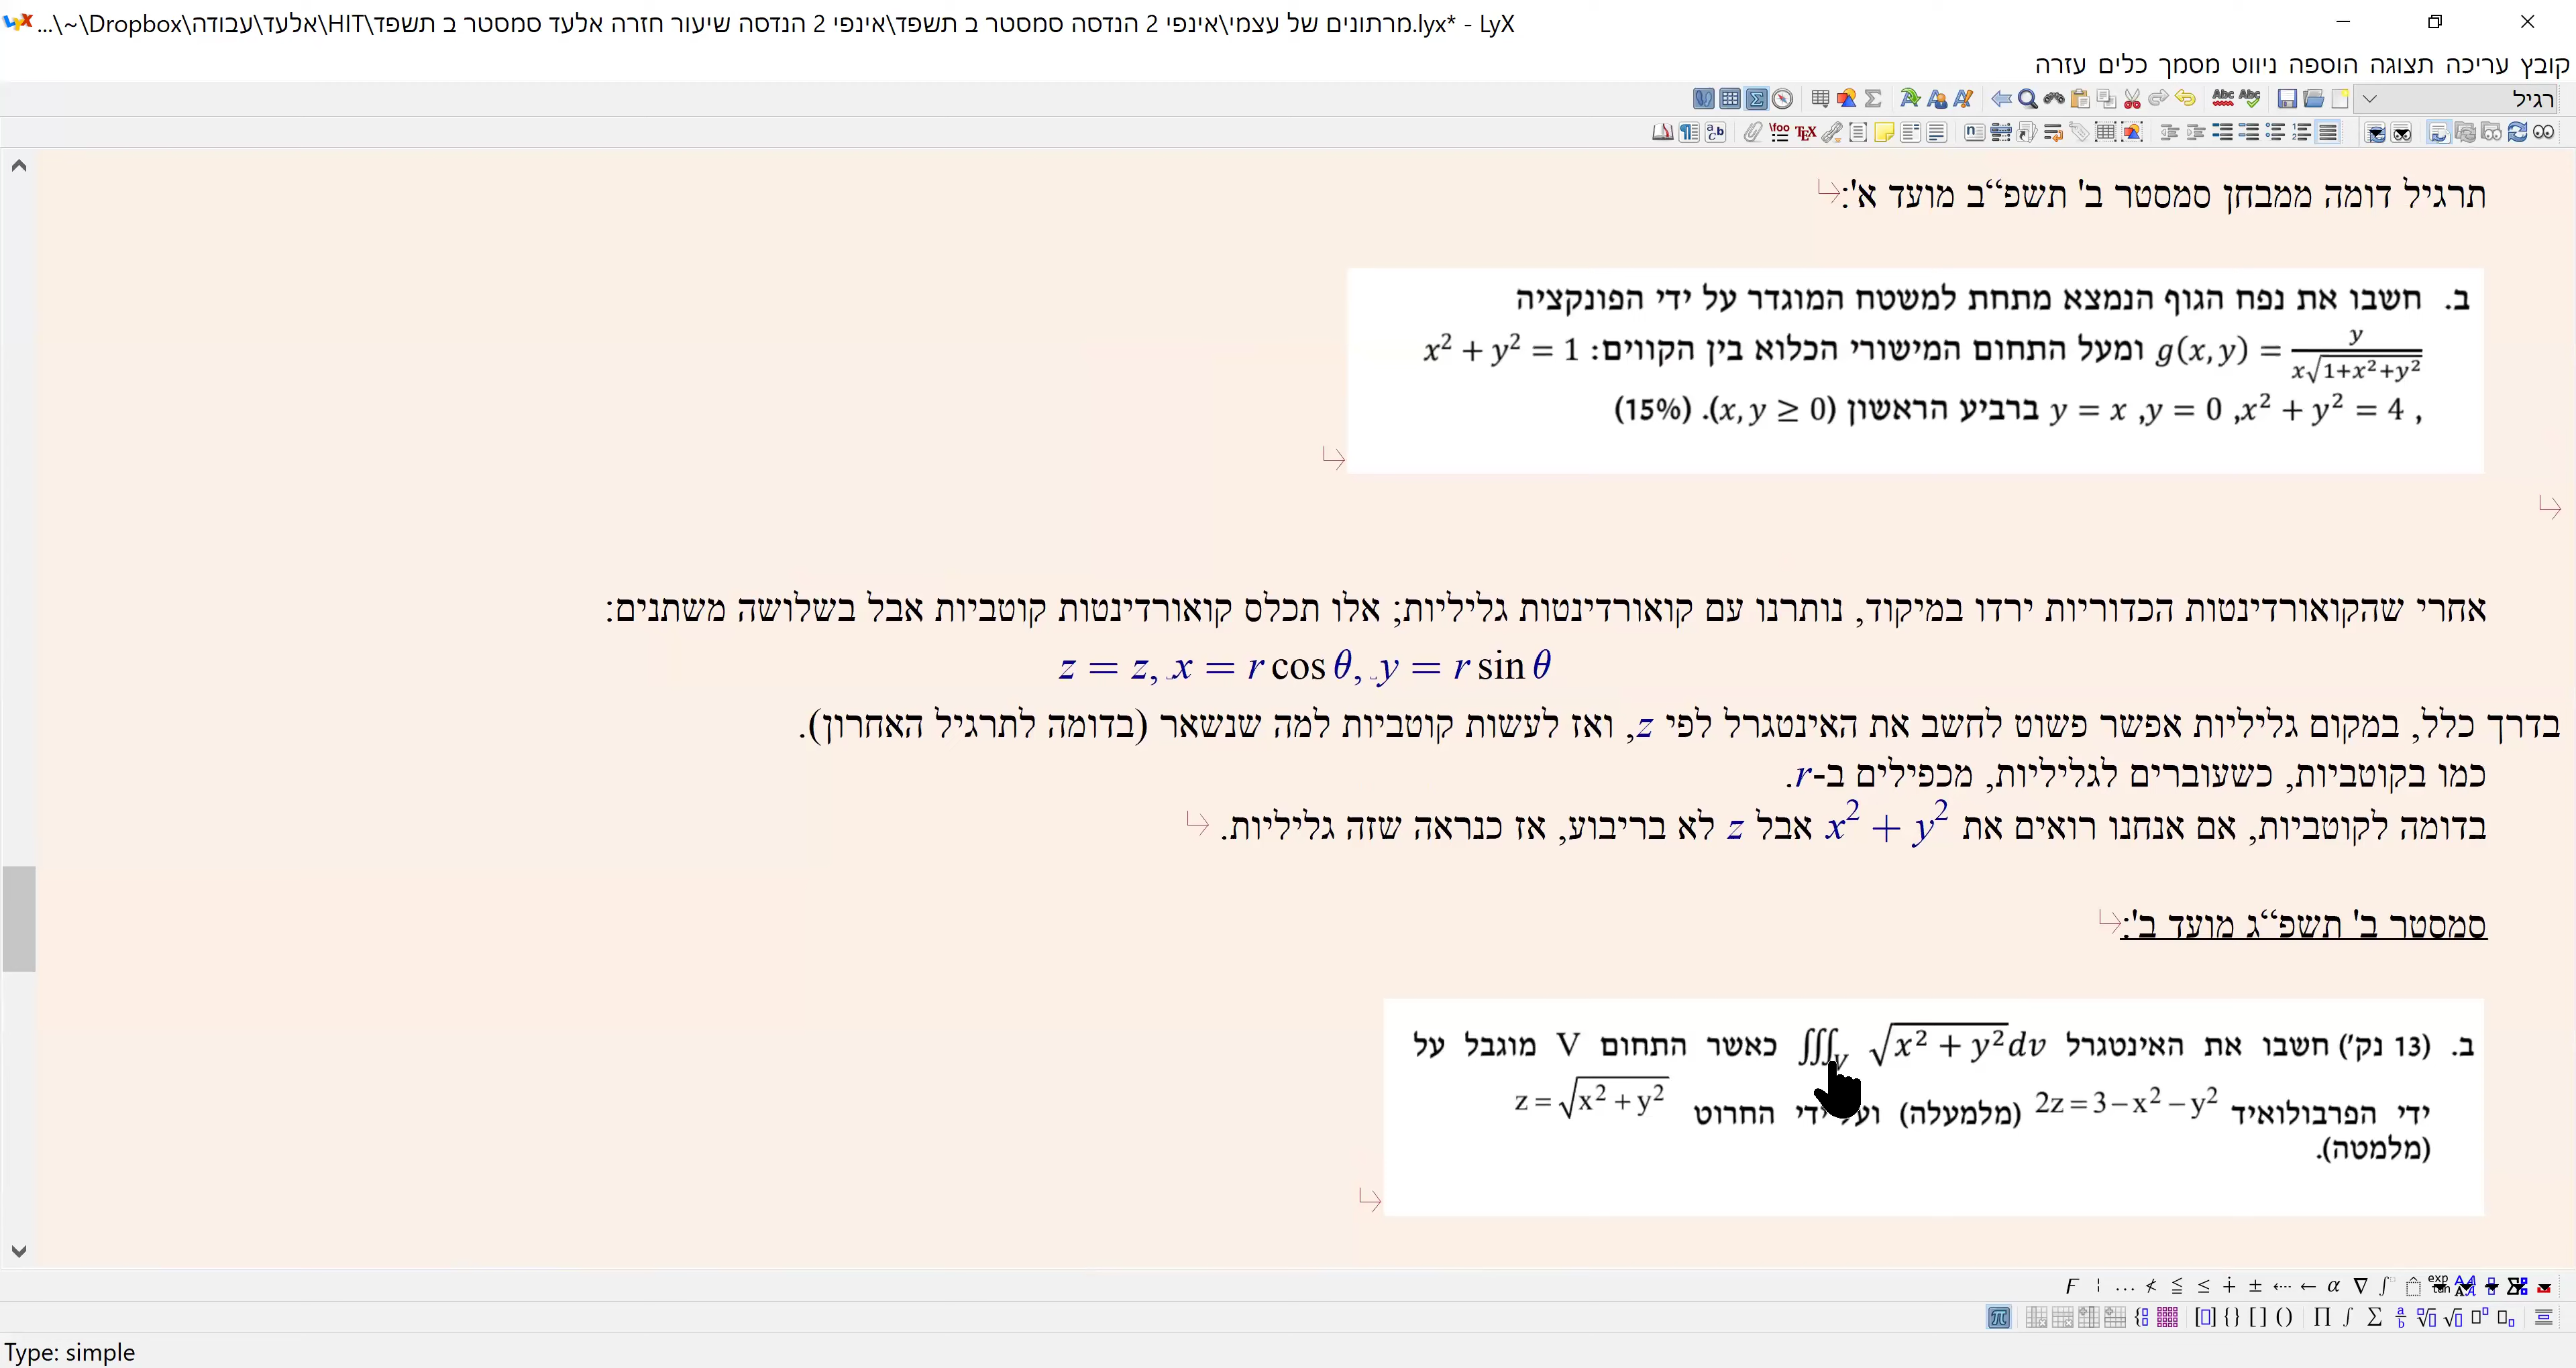 ...\~\Dropbox\אלעד\עבודה\HIT\מרתונים של עצמי\אינפי 2 הנדסה סמסטר ב תשפד\אינפי 2 הנדסה שיעור חזרה אלעד סמסטר ב תשפד.lyx* - LyX
קובץ עריכה תצוגה הוספה ניווט מסמך כלים עזרה
רגיל
תרגיל דומה ממבחן סמסטר ב' תשפ“ב מועד א':
ב. חשבו את נפח הגוף הנמצא מתחת למשטח המוגדר על ידי הפונקציה
g(x, y) = y/(x√(1+x²+y²)) ומעל התחום המישורי הכלוא בין הקווים: x² + y² = 1
, x² + y² = 4, y = 0, y = x ברביע הראשון (x, y ≥ 0). (15%)
אחרי שהקואורדינטות הכדוריות ירדו במיקוד, נותרנו עם קואורדינטות גליליות; אלו תכלס קואורדינטות קוטביות אבל בשלושה משתנים:
z = z, x = r cos θ, y = r sin θ
בדרך כלל, במקום גליליות אפשר פשוט לחשב את האינטגרל לפי z, ואז לעשות קוטביות למה שנשאר (בדומה לתרגיל האחרון).
כמו בקוטביות, כשעוברים לגליליות, מכפילים ב-r.
בדומה לקוטביות, אם אנחנו רואים את x² + y² אבל z לא בריבוע, אז כנראה שזה גליליות.
סמסטר ב' תשפ“ג מועד ב':
ב. (13 נק') חשבו את האינטגרל ∭_V √(x² + y²) dv כאשר התחום V מוגבל על
ידי הפרבולואיד 2z = 3 − x² − y² (מלמעלה) ועל ידי החרוט z = √(x² + y²)
(מלמטה).
Type: simple